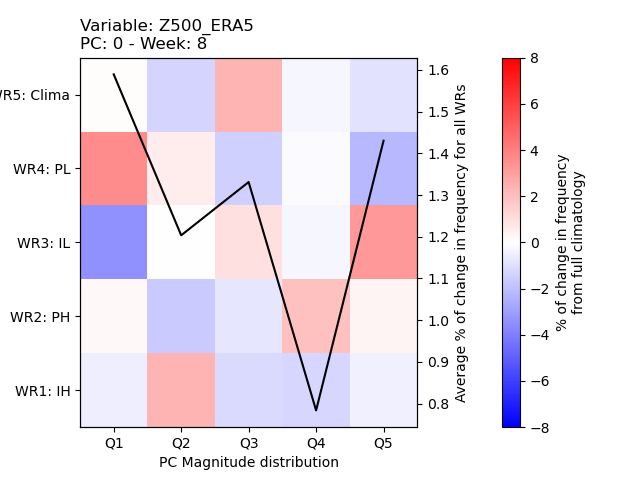 Variable: Z500_ERA5
PC: 0 - Week: 8
WR5: Clima
WR4: PL
WR3: IL
WR2: PH
WR1: IH
Q1 Q2 Q3 Q4 Q5
PC Magnitude distribution
1.6
1.5
1.4
1.3
1.2
1.1
1.0
0.9
0.8
Average % of change in frequency for all WRs
8
6
4
2
0
−2
−4
−6
−8
% of change in frequency
from full climatology